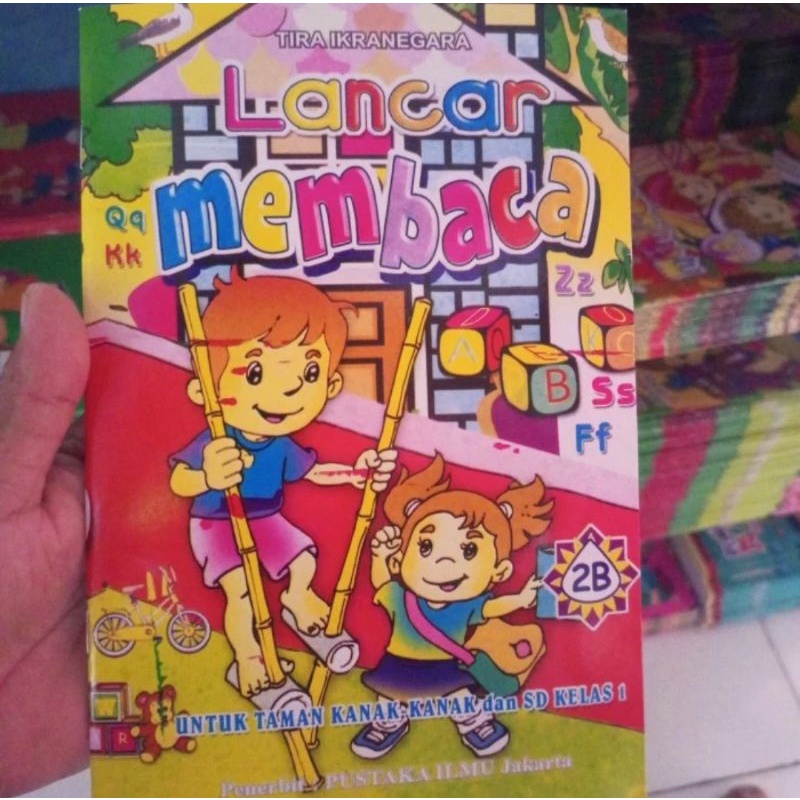 TIRA IKRANEGARA
Lancar
membaca
Qq
Kk
Zz
A
B
Ss
Ff
2B
R
UNTUK TAMAN KANAK-KANAK dan SD KELAS 1
Penerbit : PUSTAKA ILMU Jakarta